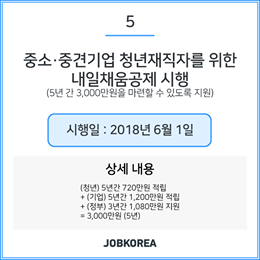 5
중소·중견기업 청년재직자를 위한
내일채움공제 시행
(5년 간 3,000만원을 마련할 수 있도록 지원)
시행일 : 2018년 6월 1일
상세 내용
(청년) 5년간 720만원 적립
+ (기업) 5년간 1,200만원 적립
+ (정부) 3년간 1,080만원 지원
= 3,000만원 (5년)
JOBKOREA